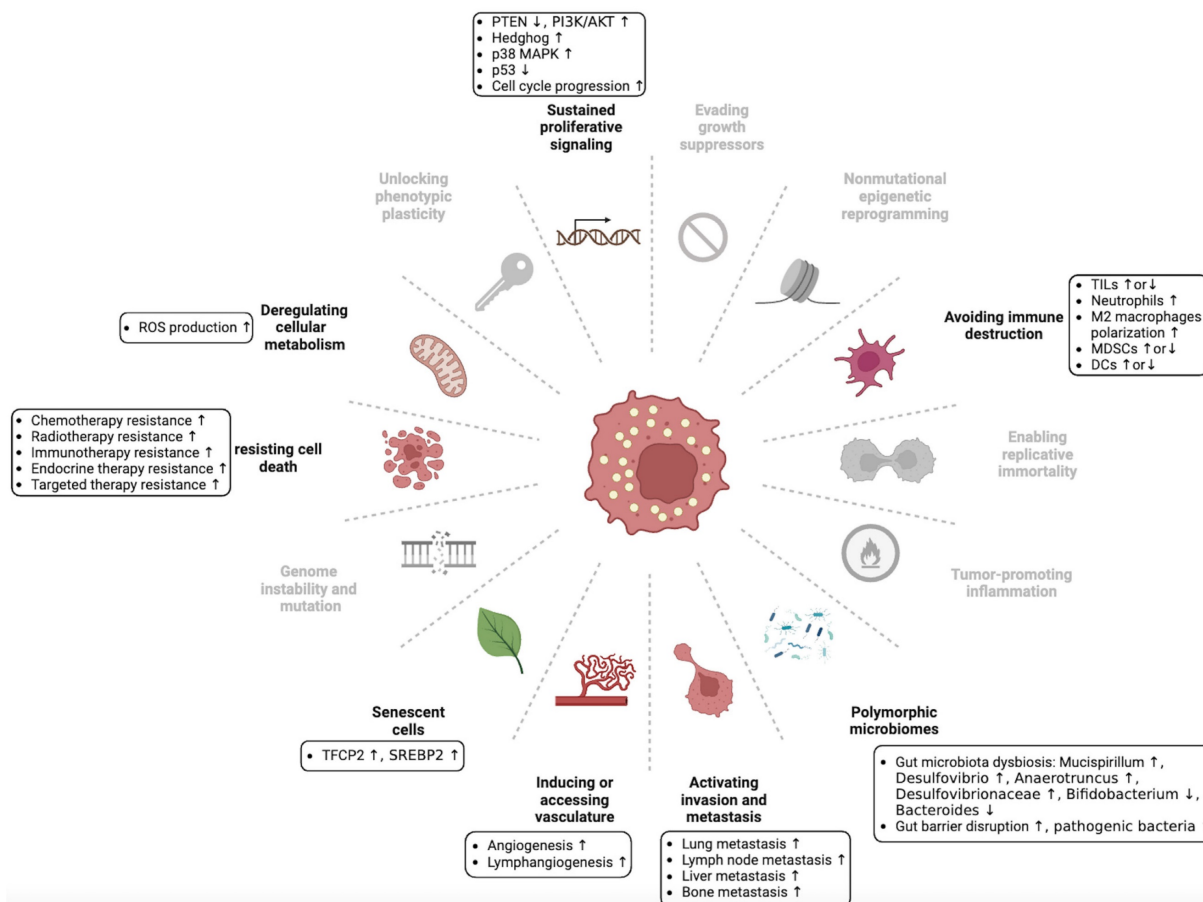 • PTEN ↓, PI3K/AKT ↑
• Hedghog ↑
• p38 MAPK ↑
• p53 ↓
• Cell cycle progression ↑
Sustained
proliferative
signaling
Evading
growth
suppressors
Unlocking
phenotypic
plasticity
Nonmutational
epigenetic
reprogramming
• ROS production ↑
Deregulating
cellular
metabolism
Avoiding immune
destruction
• TILs ↑or↓
• Neutrophils ↑
• M2 macrophages
polarization ↑
• MDSCs ↑or↓
• DCs ↑or↓
• Chemotherapy resistance ↑
• Radiotherapy resistance ↑
• Immunotherapy resistance ↑
• Endocrine therapy resistance ↑
• Targeted therapy resistance ↑
resisting cell
death
Enabling
replicative
immortality
Genome
instability and
mutation
Tumor-promoting
inflammation
Senescent
cells
• TFCP2 ↑, SREBP2 ↑
Inducing or
accessing
vasculature
• Angiogenesis ↑
• Lymphangiogenesis ↑
Activating
invasion and
metastasis
• Lung metastasis ↑
• Lymph node metastasis ↑
• Liver metastasis ↑
• Bone metastasis ↑
Polymorphic
microbiomes
• Gut microbiota dysbiosis: Mucispirillum ↑,
Desulfovibrio ↑, Anaerotruncus ↑,
Desulfovibrionaceae ↑, Bifidobacterium ↓,
Bacteroides ↓
• Gut barrier disruption ↑, pathogenic bacteria